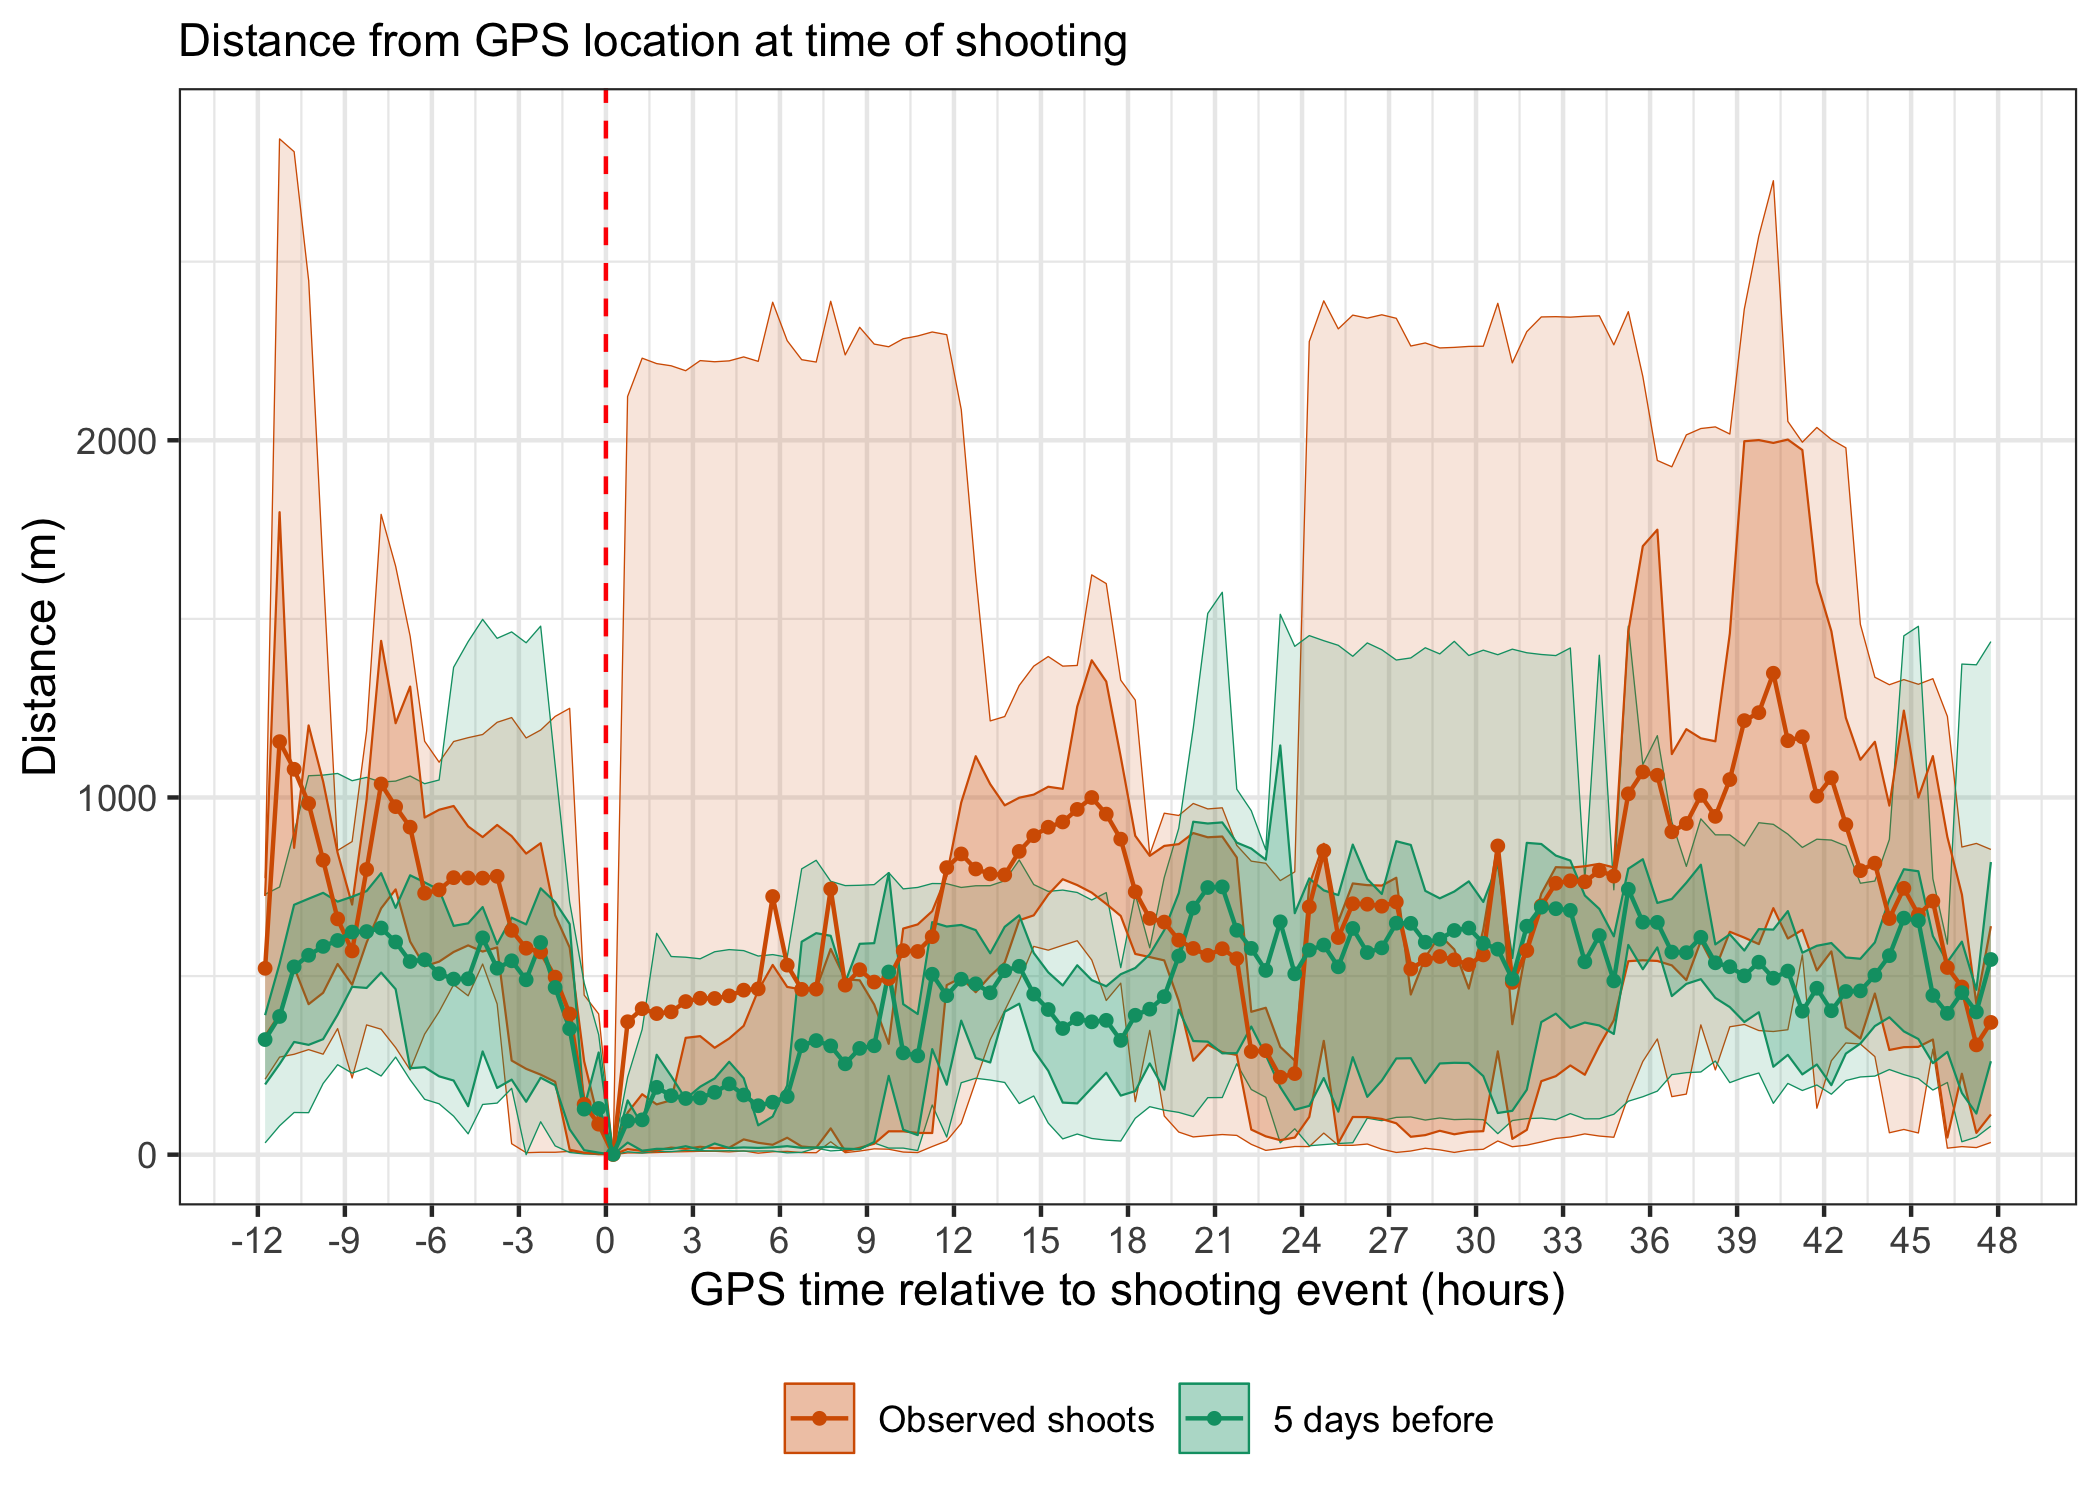 Distance from GPS location at time of shooting
Distance (m)
2000
1000
0
-12 -9 -6 -3 0 3 6 9 12 15 18 21 24 27 30 33 36 39 42 45 48
GPS time relative to shooting event (hours)
Observed shoots 5 days before